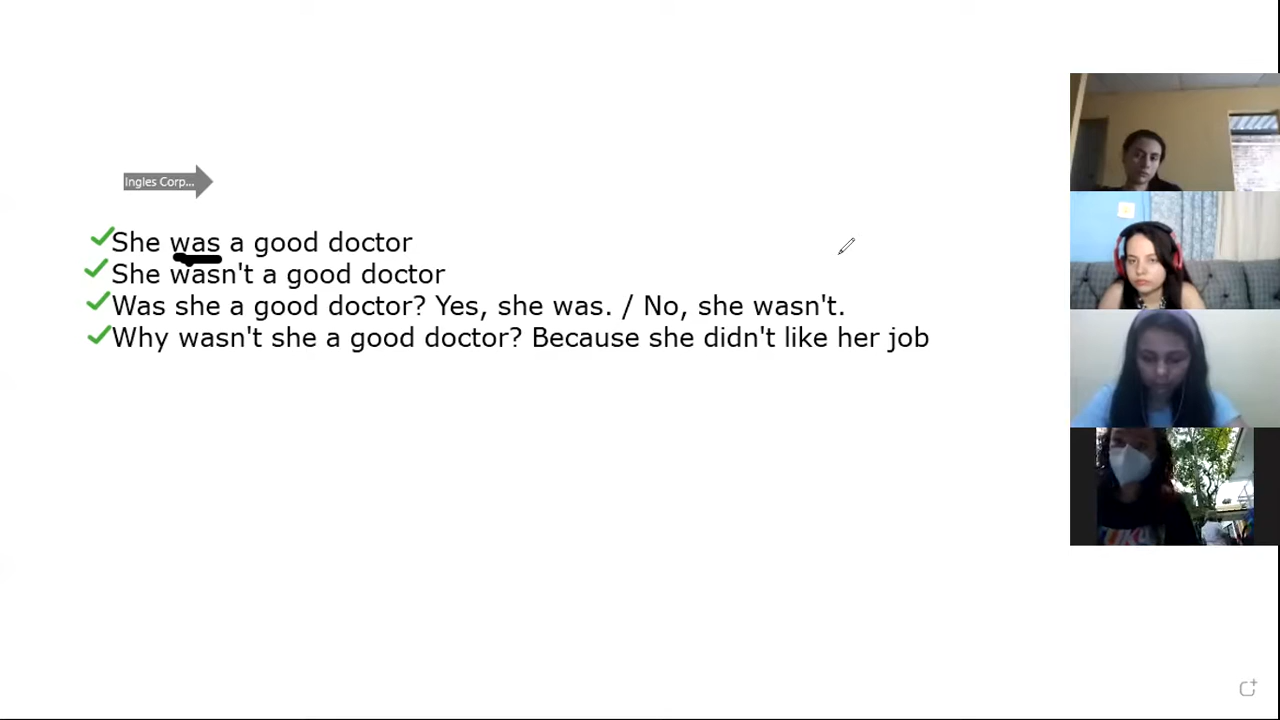 Ingles Corp...
She was a good doctor
She wasn't a good doctor
Was she a good doctor? Yes, she was. / No, she wasn't.
Why wasn't she a good doctor? Because she didn't like her job